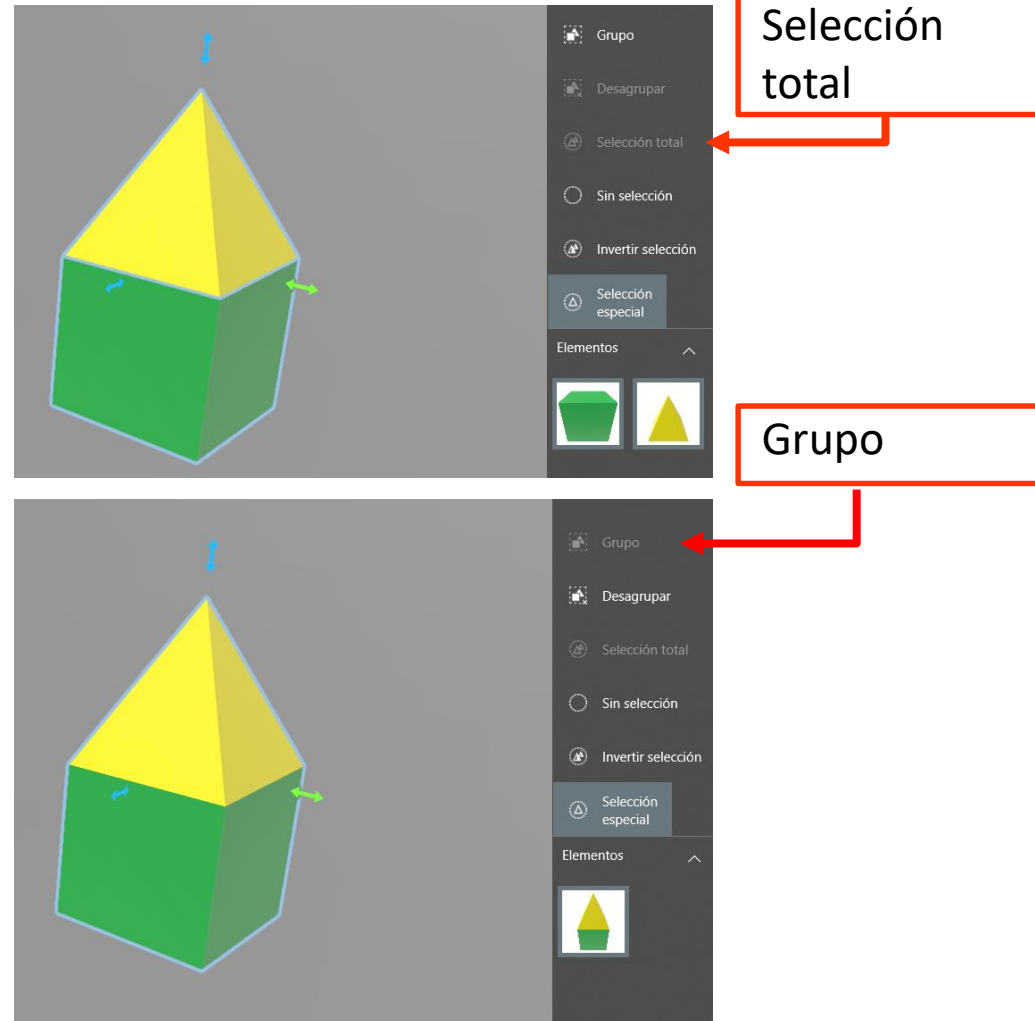 Selección
total
Grupo
Desagrupar
Selección total
Sin selección
Invertir selección
Selección
especial
Elementos
Grupo
Grupo
Desagrupar
Selección total
Sin selección
Invertir selección
Selección
especial
Elementos